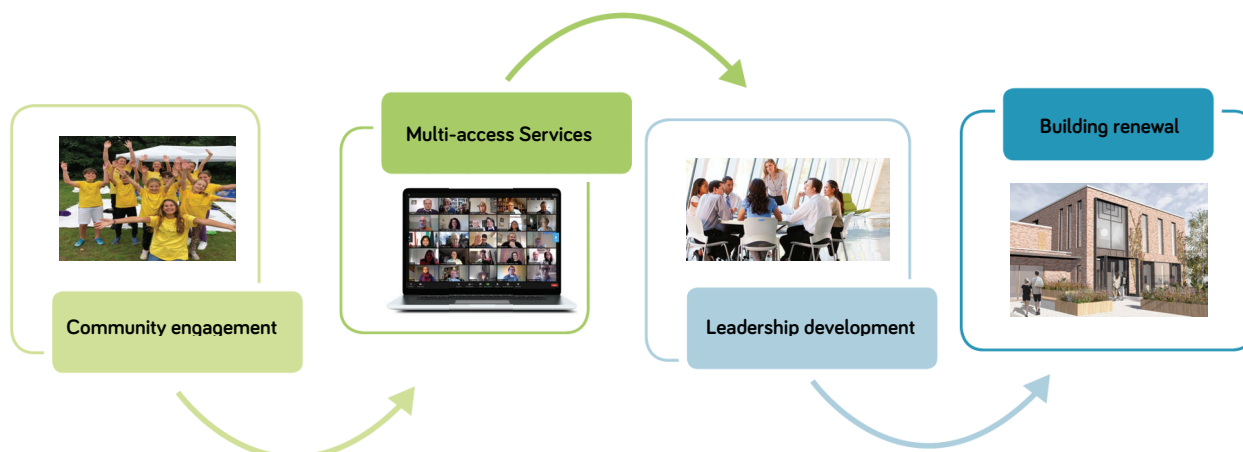 Community engagement
Multi-access Services
Leadership development
Building renewal